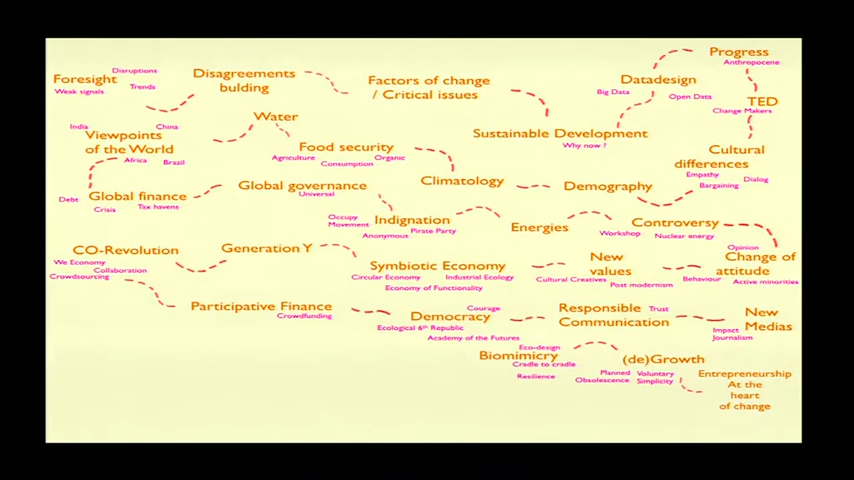 Progress
Anthropocene
Foresight
Disruptions
Weak signals
Trends
Disagreements
bulding
Factors of change
/ Critical issues
Datadesign
Big Data
Open Data
TED
Change Makers
Water
Sustainable Development
Why now ?
India
China
Viewpoints
of the World
Africa
Brazil
Food security
Agriculture
Organic
Consumption
Cultural
differences
Empathy
Dialog
Bargaining
Climatology
Demography
Global governance
Universal
Global finance
Debt
Crisis
Tax havens
Indignation
Occupy
Movement
Pirate Party
Anonymous
Energies
Controversy
Workshop
Nuclear energy
CO-Revolution
We Economy
Collaboration
Crowdsourcing
Generation Y
Symbiotic Economy
Circular Economy
Industrial Ecology
Economy of Functionality
New
values
Cultural Creatives
Post modernism
Opinion
Change of
attitude
Behaviour
Active minorities
Participative Finance
Crowdfunding
Courage
Democracy
Ecological 6th Republic
Academy of the Futures
Responsible
Communication
Trust
New
Medias
Impact
Journalism
Eco-design
Biomimicry
Cradle to cradle
Resilience
(de)Growth
Planned
Obsolescence
Voluntary
Simplicity
Entrepreneurship
At the
heart
of change